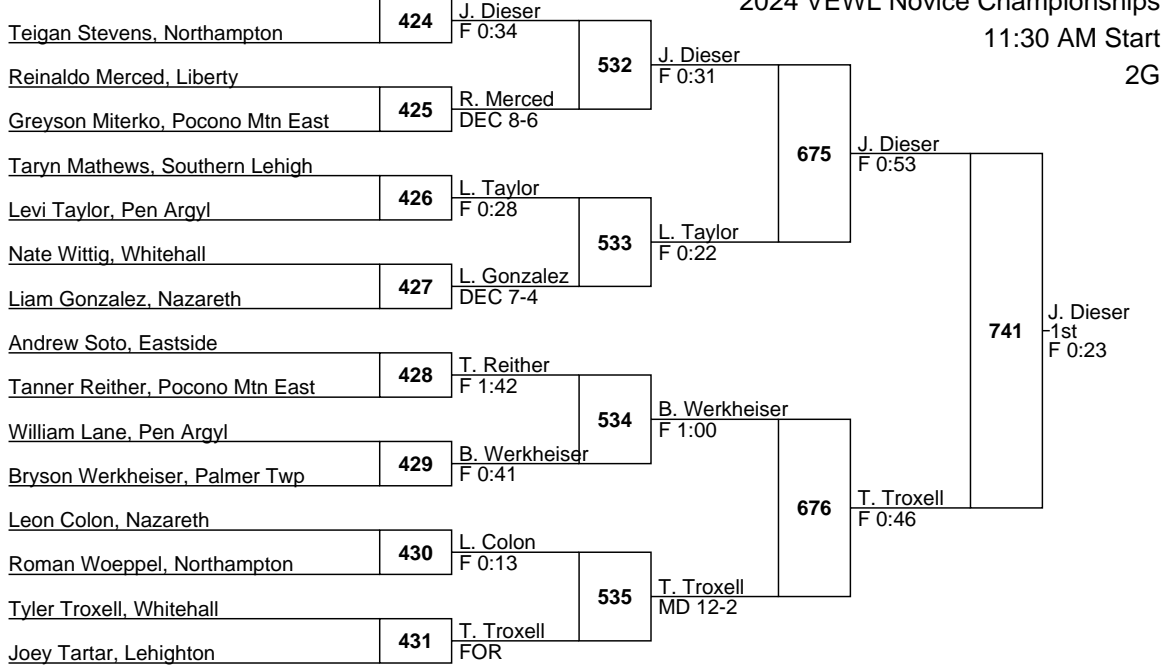 2024 VEWL Novice Championships
11:30 AM Start
2G
Teigan Stevens, Northampton
424
J. Dieser
F 0:34
Reinaldo Merced, Liberty
Greyson Miterko, Pocono Mtn East
425
R. Merced
DEC 8-6
532
J. Dieser
F 0:31
Taryn Mathews, Southern Lehigh
Levi Taylor, Pen Argyl
426
L. Taylor
F 0:28
Nate Wittig, Whitehall
Liam Gonzalez, Nazareth
427
L. Gonzalez
DEC 7-4
533
L. Taylor
F 0:22
675
J. Dieser
F 0:53
Andrew Soto, Eastside
Tanner Reither, Pocono Mtn East
428
T. Reither
F 1:42
William Lane, Pen Argyl
Bryson Werkheiser, Palmer Twp
429
B. Werkheiser
F 0:41
534
B. Werkheiser
F 1:00
Leon Colon, Nazareth
Roman Woeppel, Northampton
430
L. Colon
F 0:13
Tyler Troxell, Whitehall
Joey Tartar, Lehighton
431
T. Troxell
FOR
535
T. Troxell
MD 12-2
676
T. Troxell
F 0:46
741
J. Dieser
1st
F 0:23